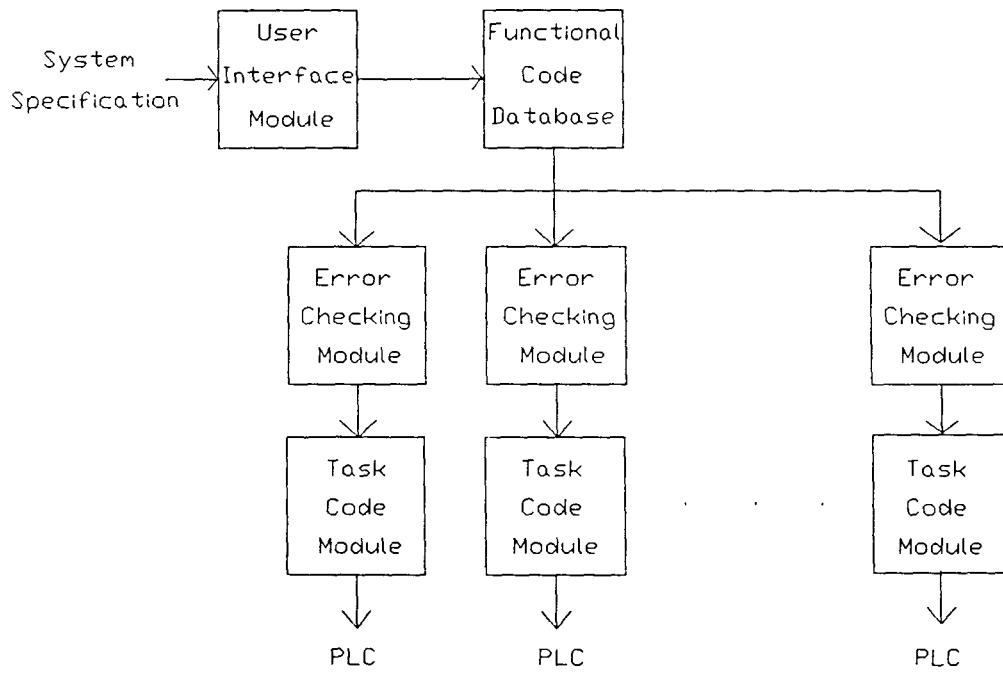 System
Specification
User
Interface
Module
Functional
Code
Database
Error
Checking
Module
Error
Checking
Module
Error
Checking
Module
Task
Code
Module
Task
Code
Module
. . .
Task
Code
Module
PLC
PLC
PLC